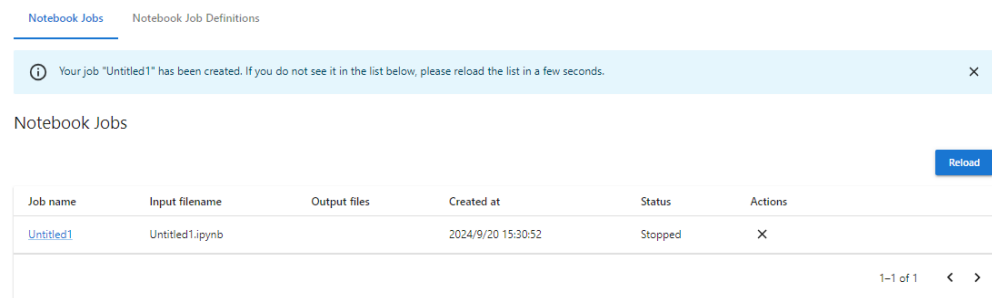 Notebook Jobs Notebook Job Definitions
Your job "Untitled1" has been created. If you do not see it in the list below, please reload the list in a few seconds.
Notebook Jobs
Reload
Job name Input filename Output files Created at Status Actions
Untitled1 Untitled1.ipynb 2024/9/20 15:30:52 Stopped
1–1 of 1